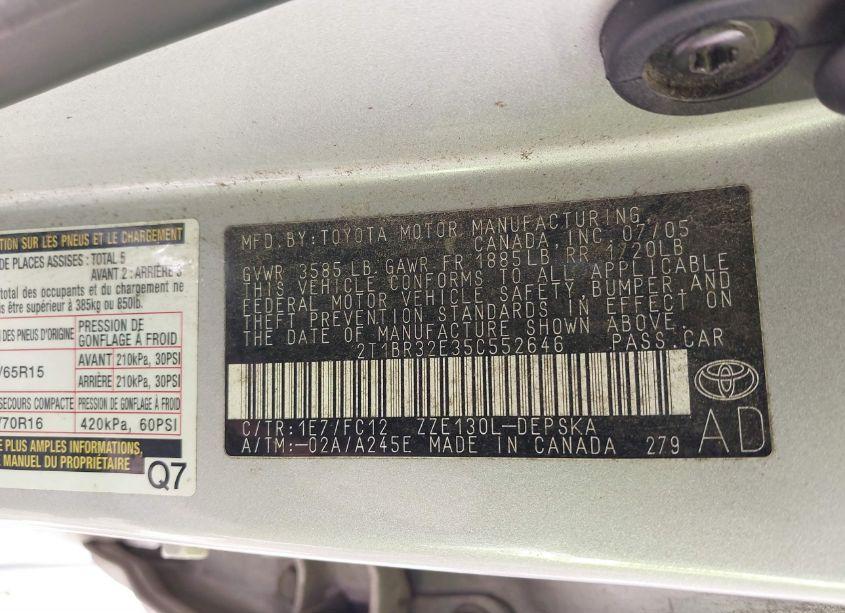 ATION SUR LES PNEUS ET LE CHARGEMENT
DE PLACES ASSISES : TOTAL 5
AVANT 2 : ARRIÈRE 3
total des occupants et du chargement ne
is être supérieur à 385kg ou 850lb.
N DES PNEUS D'ORIGINE
PRESSION DE
GONFLAGE À FROID
/65R15
AVANT 210kPa, 30PSI
ARRIÈRE 210kPa, 30PSI
SECOURS COMPACTE PRESSION DE GONFLAGE À FROID
/70R16 420kPa, 60PSI
E PLUS AMPLES INFORMATIONS,
MANUEL DU PROPRIÉTAIRE
Q7
MFD. BY: TOYOTA MOTOR MANUFACTURING,
CANADA, INC. 07/05
GVWR 3585 LB. GAWR FR 1885LB, RR 1720LB
THIS VEHICLE CONFORMS TO ALL APPLICABLE
FEDERAL MOTOR VEHICLE SAFETY, BUMPER AND
THEFT PREVENTION STANDARDS IN EFFECT ON
THE DATE OF MANUFACTURE SHOWN ABOVE.
2T1BR32E35C552646 PASS. CAR
C/TR: 1E7/FC12 ZZE130L-DEPSKA
A/TM:-02A/A245E MADE IN CANADA 279
AD